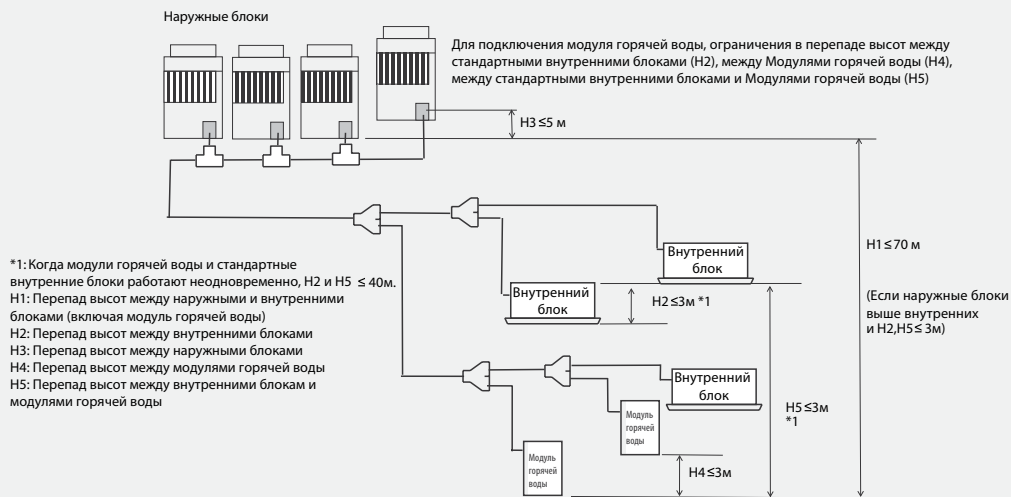 Наружные блоки
Для подключения модуля горячей воды, ограничения в перепаде высот между
стандартными внутренними блоками (H2), между Модулями горячей воды (H4),
между стандартными внутренними блоками и Модулями горячей воды (H5)
H3 ≤5 м
H1 ≤ 70 м
(Если наружные блоки
выше внутренних
и H2,H5 ≤ 3м)
Внутренний
блок
Внутренний
блок
H2 ≤3м *1
*1: Когда модули горячей воды и стандартные
внутренние блоки работают неодновременно, H2 и H5 ≤ 40м.
H1: Перепад высот между наружными и внутренними
блоками (включая модуль горячей воды)
H2: Перепад высот между внутренними блоками
H3: Перепад высот между наружными блоками
H4: Перепад высот между модулями горячей воды
H5: Перепад высот между внутренними блокам и
модулями горячей воды
Внутренний
блок
H5 ≤3м
*1
Модуль
горячей
воды
Модуль
горячей
воды
H4 ≤3м